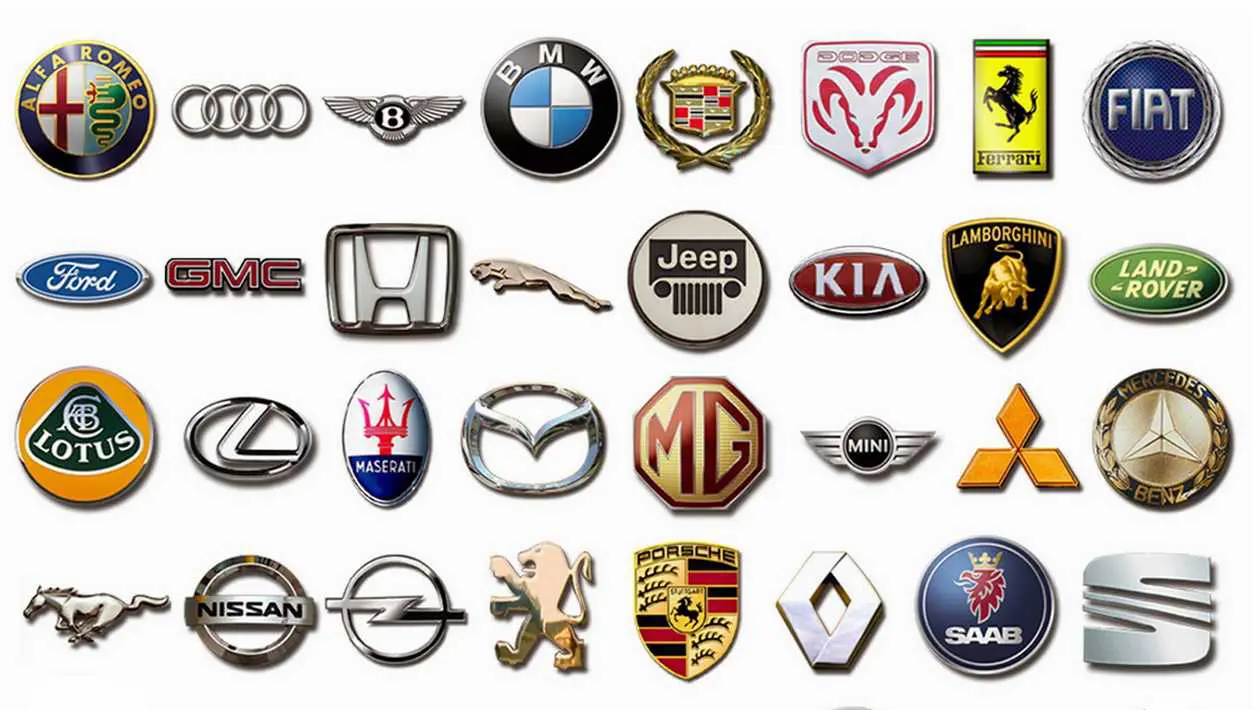 ALFA ROMEO
B
BMW
DODGE
Ferrari
FIAT
Ford
GMC
Jeep
KIA
LAMBORGHINI
LAND-
-ROVER
LOTUS
MASERATI
MG
MINI
MERCEDES
BENZ
NISSAN
PORSCHE
STUTTGART
SAAB